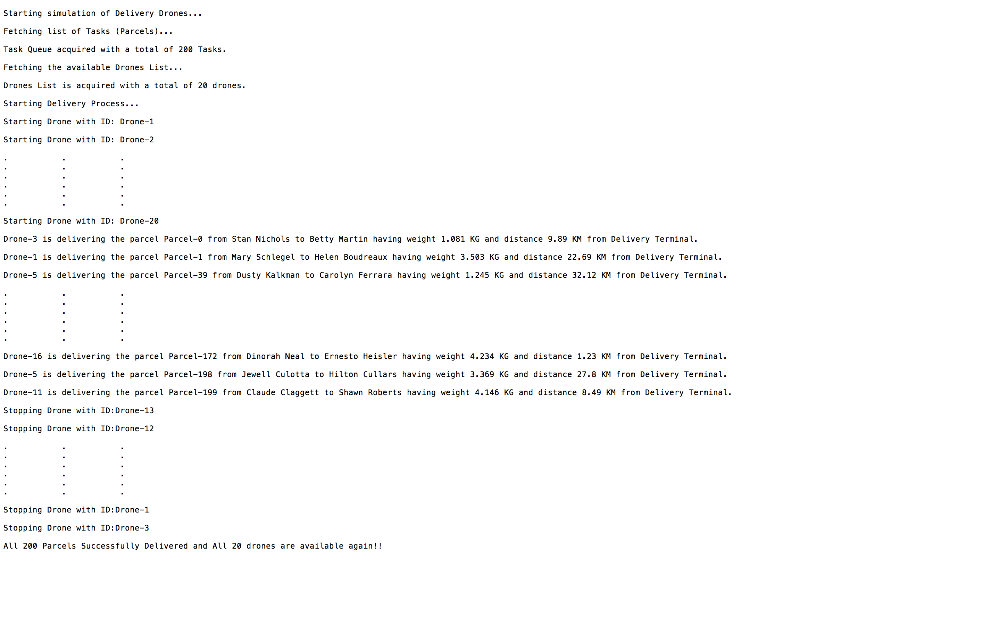 Starting simulation of Delivery Drones...
Fetching list of Tasks (Parcels)...
Task Queue acquired with a total of 200 Tasks.
Fetching the available Drones List...
Drones List is acquired with a total of 20 drones.
Starting Delivery Process...
Starting Drone with ID: Drone-1
Starting Drone with ID: Drone-2
. . .
. . .
. . .
. . .
. . .
. . .
Starting Drone with ID: Drone-20
Drone-3 is delivering the parcel Parcel-0 from Stan Nichols to Betty Martin having weight 1.081 KG and distance 9.89 KM from Delivery Terminal.
Drone-1 is delivering the parcel Parcel-1 from Mary Schlegel to Helen Boudreaux having weight 3.503 KG and distance 22.69 KM from Delivery Terminal.
Drone-5 is delivering the parcel Parcel-39 from Dusty Kalkman to Carolyn Ferrara having weight 1.245 KG and distance 32.12 KM from Delivery Terminal.
. . .
. . .
. . .
. . .
. . .
. . .
Drone-16 is delivering the parcel Parcel-172 from Dinorah Neal to Ernesto Heisler having weight 4.234 KG and distance 1.23 KM from Delivery Terminal.
Drone-5 is delivering the parcel Parcel-198 from Jewell Culotta to Hilton Cullars having weight 3.369 KG and distance 27.8 KM from Delivery Terminal.
Drone-11 is delivering the parcel Parcel-199 from Claude Claggett to Shawn Roberts having weight 4.146 KG and distance 8.49 KM from Delivery Terminal.
Stopping Drone with ID:Drone-13
Stopping Drone with ID:Drone-12
. . .
. . .
. . .
. . .
. . .
. . .
Stopping Drone with ID:Drone-1
Stopping Drone with ID:Drone-3
All 200 Parcels Successfully Delivered and All 20 drones are available again!!